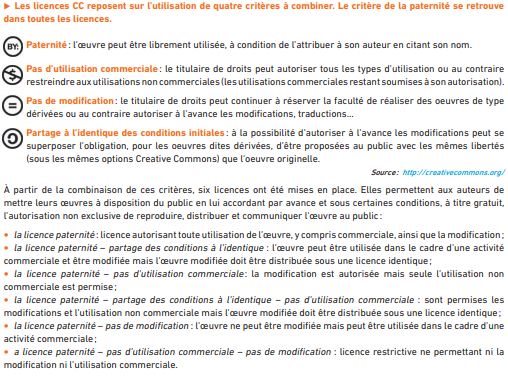 ► Les licences CC reposent sur l'utilisation de quatre critères à combiner. Le critère de la paternité se retrouve
dans toutes les licences.
BY: Paternité : l'œuvre peut être librement utilisée, à condition de l'attribuer à son auteur en citant son nom.
Pas d'utilisation commerciale : le titulaire de droits peut autoriser tous les types d'utilisation ou au contraire
restreindre aux utilisations non commerciales (les utilisations commerciales restant soumises à son autorisation).
Pas de modification : le titulaire de droits peut continuer à réserver la faculté de réaliser des oeuvres de type
dérivées ou au contraire autoriser à l'avance les modifications, traductions...
Partage à l'identique des conditions initiales : à la possibilité d'autoriser à l'avance les modifications peut se
superposer l'obligation, pour les oeuvres dites dérivées, d'être proposées au public avec les mêmes libertés
(sous les mêmes options Creative Commons) que l'oeuvre originelle.
Source : http://creativecommons.org/
À partir de la combinaison de ces critères, six licences ont été mises en place. Elles permettent aux auteurs de
mettre leurs œuvres à disposition du public en lui accordant par avance et sous certaines conditions, à titre gratuit,
l'autorisation non exclusive de reproduire, distribuer et communiquer l'œuvre au public :
• la licence paternité : licence autorisant toute utilisation de l'œuvre, y compris commerciale, ainsi que la modification ;
• la licence paternité – partage des conditions à l'identique : l'œuvre peut être utilisée dans le cadre d'une activité
commerciale et être modifiée mais l'œuvre modifiée doit être distribuée sous une licence identique ;
• la licence paternité – pas d'utilisation commerciale : la modification est autorisée mais seule l'utilisation non
commerciale est permise ;
• la licence paternité – partage des conditions à l'identique – pas d'utilisation commerciale : sont permises les
modifications et l'utilisation non commerciale mais l'œuvre modifiée doit être distribuée sous une licence identique ;
• la licence paternité – pas de modification : l'œuvre ne peut être modifiée mais peut être utilisée dans le cadre d'une
activité commerciale ;
• a licence paternité – pas d'utilisation commerciale – pas de modification : licence restrictive ne permettant ni la
modification ni l'utilisation commerciale.